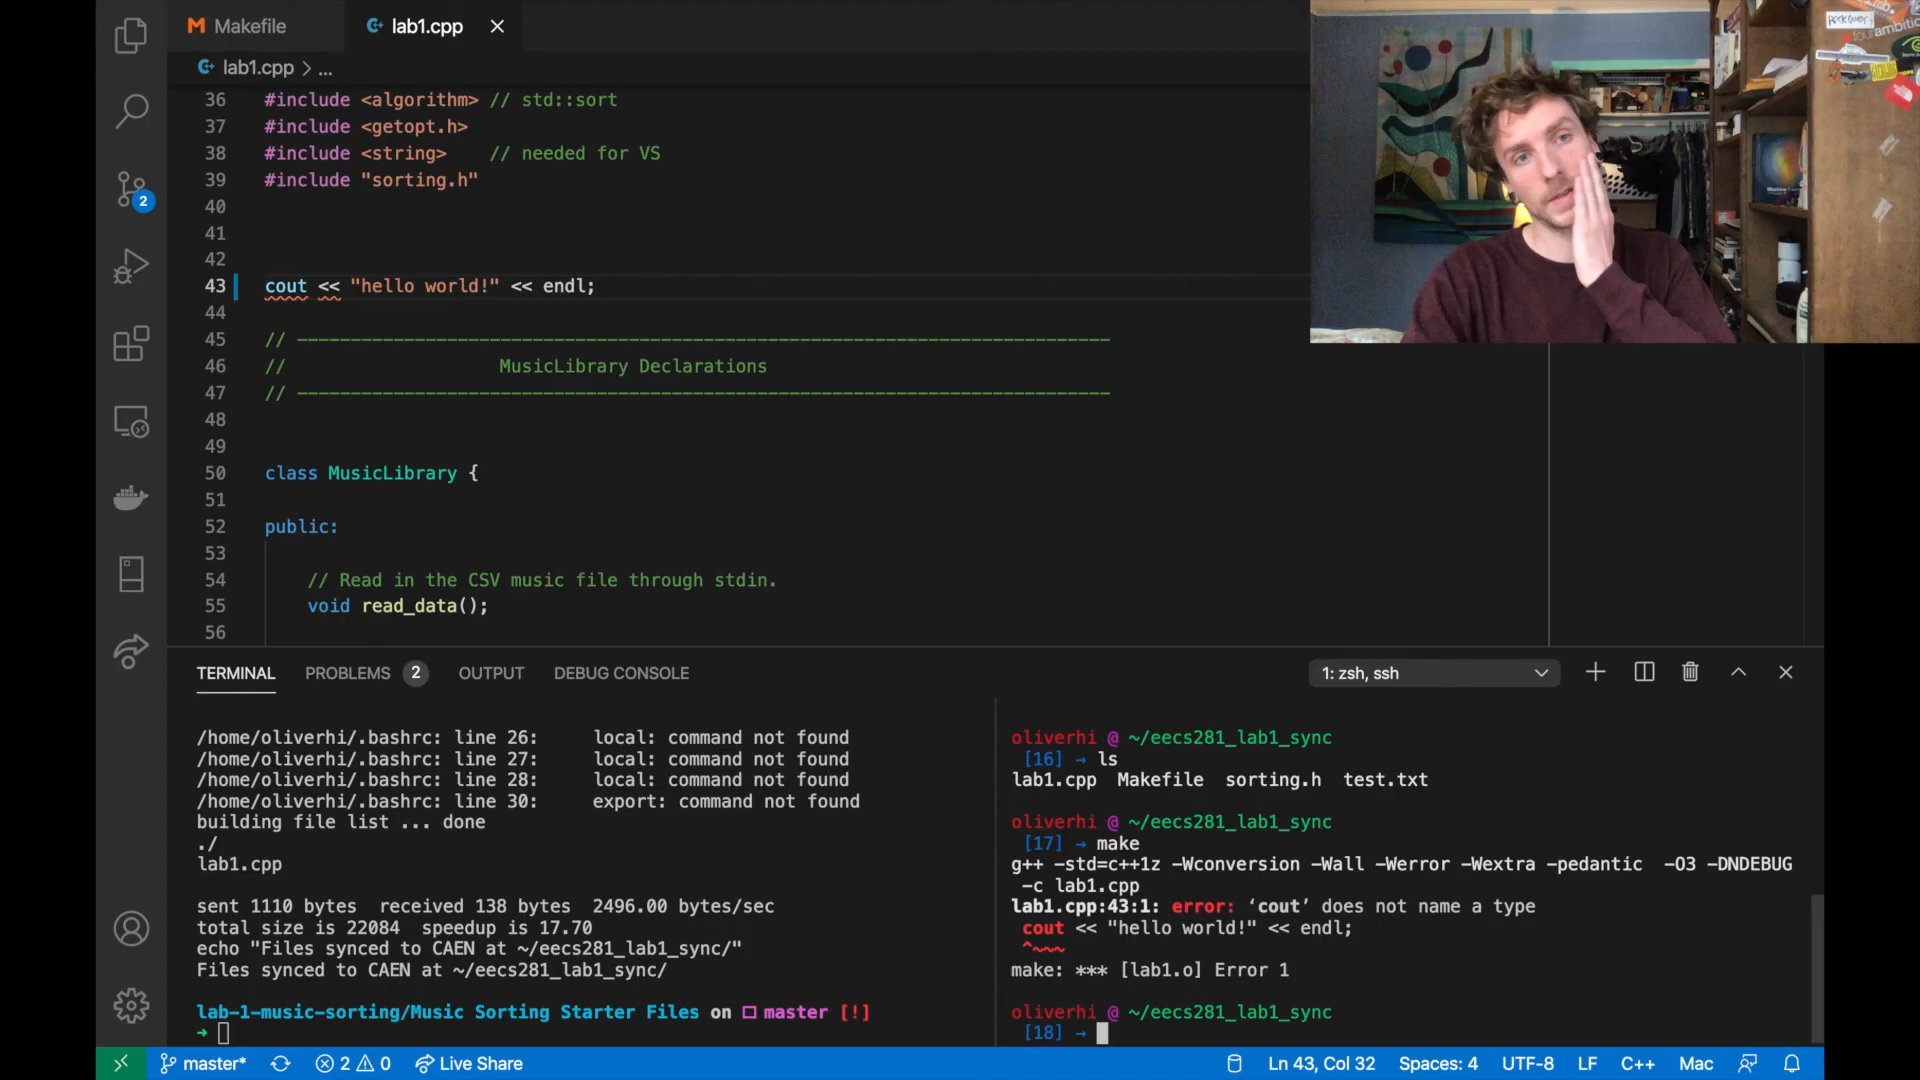 Makefile
lab1.cpp
lab1.cpp > ...
36 #include <algorithm> // std::sort
37 #include <getopt.h>
38 #include <string> // needed for VS
39 #include "sorting.h"
40
41
42
43 cout << "hello world!" << endl;
44
45 // ----------------------------------------------------------------------------
46 // MusicLibrary Declarations
47 // ----------------------------------------------------------------------------
48
49
50 class MusicLibrary {
51
52 public:
53
54 // Read in the CSV music file through stdin.
55 void read_data();
56
2
TERMINAL PROBLEMS 2 OUTPUT DEBUG CONSOLE
1: zsh, ssh
/home/oliverhi/.bashrc: line 26: local: command not found
/home/oliverhi/.bashrc: line 27: local: command not found
/home/oliverhi/.bashrc: line 28: local: command not found
/home/oliverhi/.bashrc: line 30: export: command not found
building file list ... done
./
lab1.cpp
sent 1110 bytes received 138 bytes 2496.00 bytes/sec
total size is 22084 speedup is 17.70
echo "Files synced to CAEN at ~/eecs281_lab1_sync/"
Files synced to CAEN at ~/eecs281_lab1_sync/
lab-1-music-sorting/Music Sorting Starter Files on master [!]
→
oliverhi @ ~/eecs281_lab1_sync
[16] → ls
lab1.cpp Makefile sorting.h test.txt
oliverhi @ ~/eecs281_lab1_sync
[17] → make
g++ -std=c++1z -Wconversion -Wall -Werror -Wextra -pedantic -O3 -DNDEBUG
-c lab1.cpp
lab1.cpp:43:1: error: ‘cout’ does not name a type
cout << "hello world!" << endl;
^~~~
make: *** [lab1.o] Error 1
oliverhi @ ~/eecs281_lab1_sync
[18] →
master* 2 0 Live Share
Ln 43, Col 32 Spaces: 4 UTF-8 LF C++ Mac